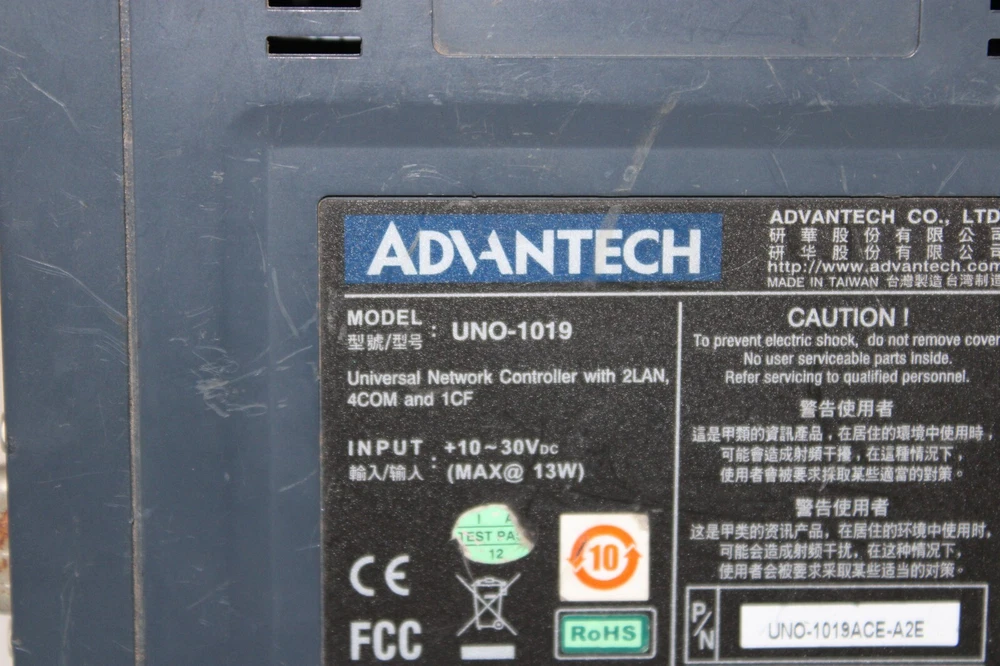 ADVANTECH
ADVANTECH CO., LTD
研華股份有限公司
研华股份有限公司
http://www.advantech.com
MADE IN TAIWAN 台灣製造 台湾制造
MODEL
型號/型号 : UNO-1019
Universal Network Controller with 2LAN,
4COM and 1CF
INPUT : +10~30VDC
輸入/输入 (MAX@ 13W)
CAUTION !
To prevent electric shock, do not remove cover
No user serviceable parts inside.
Refer servicing to qualified personnel.
警告使用者
這是甲類的資訊產品，在居住的環境中使用時，
可能會造成射頻干擾，在這種情況下，
使用者會被要求採取某些適當的對策。
警告使用者
这是甲类的资讯产品，在居住的环境中使用时，
可能会造成射频干扰，在这种情况下，
使用者会被要求采取某些适当的对策。
TEST PA
12
10
CE
FCC
RoHS
P/N UNO-1019ACE-A2E